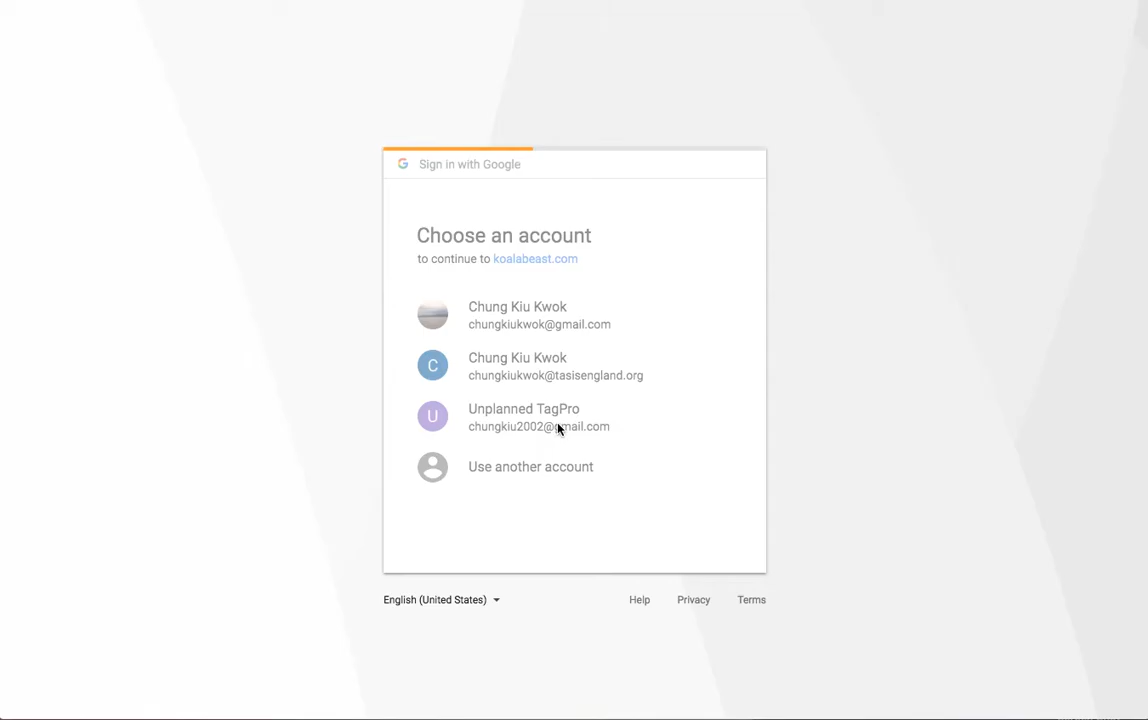 Sign in with Google
Choose an account
to continue to koalabeast.com
Chung Kiu Kwok
chungkiukwok@gmail.com
C
Chung Kiu Kwok
chungkiukwok@tasisengland.org
U
Unplanned TagPro
chungkiu2002@gmail.com
Use another account
English (United States)
Help
Privacy
Terms